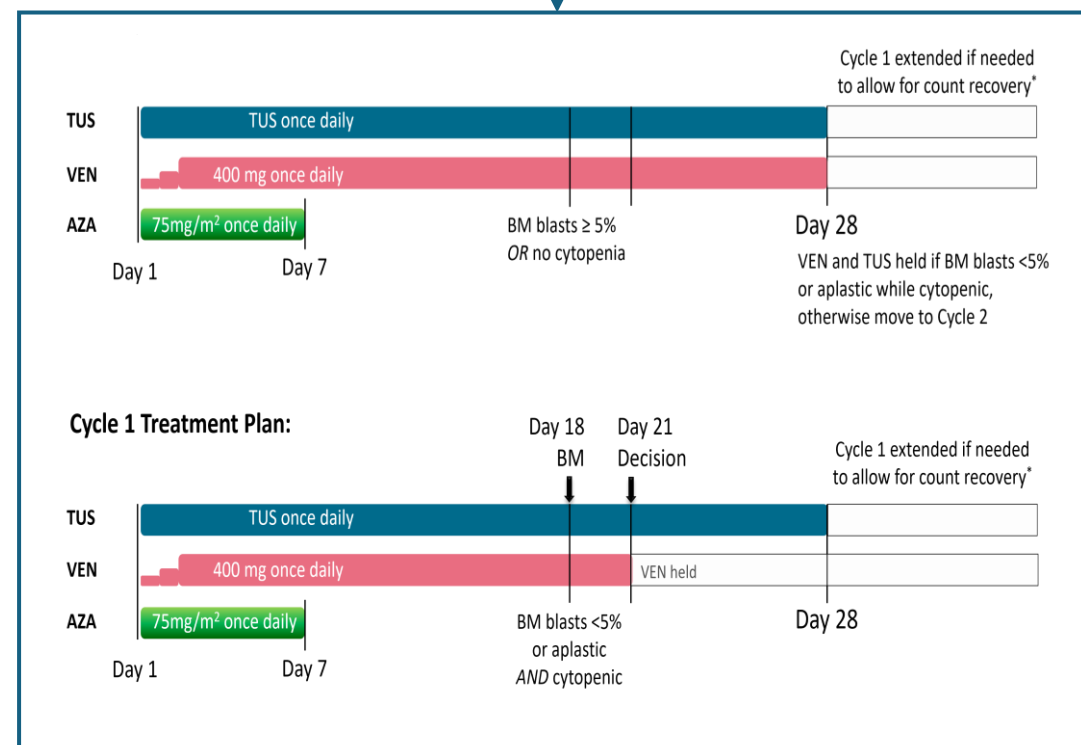 Cycle 1 extended if needed
to allow for count recovery*
TUS
TUS once daily
VEN
400 mg once daily
AZA
75mg/m² once daily
BM blasts ≥ 5%
OR no cytopenia
Day 1
Day 7
Day 28
VEN and TUS held if BM blasts <5%
or aplastic while cytopenic,
otherwise move to Cycle 2
Cycle 1 Treatment Plan:
Day 18
BM
Day 21
Decision
Cycle 1 extended if needed
to allow for count recovery*
TUS
TUS once daily
VEN
400 mg once daily
VEN held
AZA
75mg/m² once daily
BM blasts <5%
or aplastic
AND cytopenic
Day 1
Day 7
Day 28